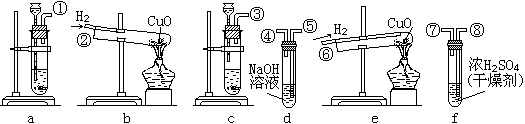 ① H₂ ② CuO ③ ④ ⑤ H₂ ⑥ CuO ⑦ ⑧
NaOH
溶液
浓H₂SO₄
(干燥剂)
a b c d e f